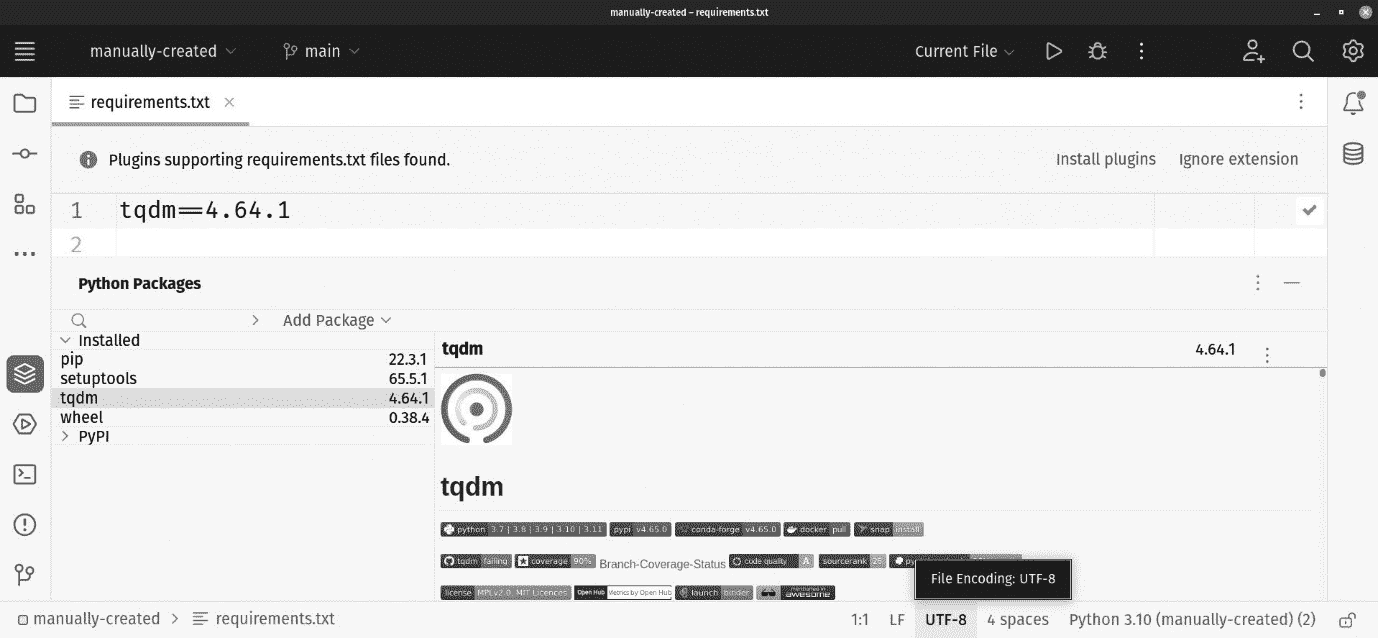 manually-created – requirements.txt
manually-created main Current File
requirements.txt
Plugins supporting requirements.txt files found. Install plugins Ignore extension
1 tqdm==4.64.1
2
Python Packages
Add Package
Installed
pip 22.3.1
setuptools 65.5.1
tqdm 4.64.1
wheel 0.38.4
PyPI
tqdm 4.64.1
tqdm
python 3.7 | 3.8 | 3.9 | 3.10 | 3.11 pypi v4.65.0 conda-forge v4.65.0 docker pull snap install
tqdm failing coverage 90% Branch-Coverage-Status code quality A sourcerank 26
license MPLv2.0, MIT Licences Open Hub Metrics by Open Hub launch binder mentioned in awesome
File Encoding: UTF-8
manually-created requirements.txt 1:1 LF UTF-8 4 spaces Python 3.10 (manually-created) (2)